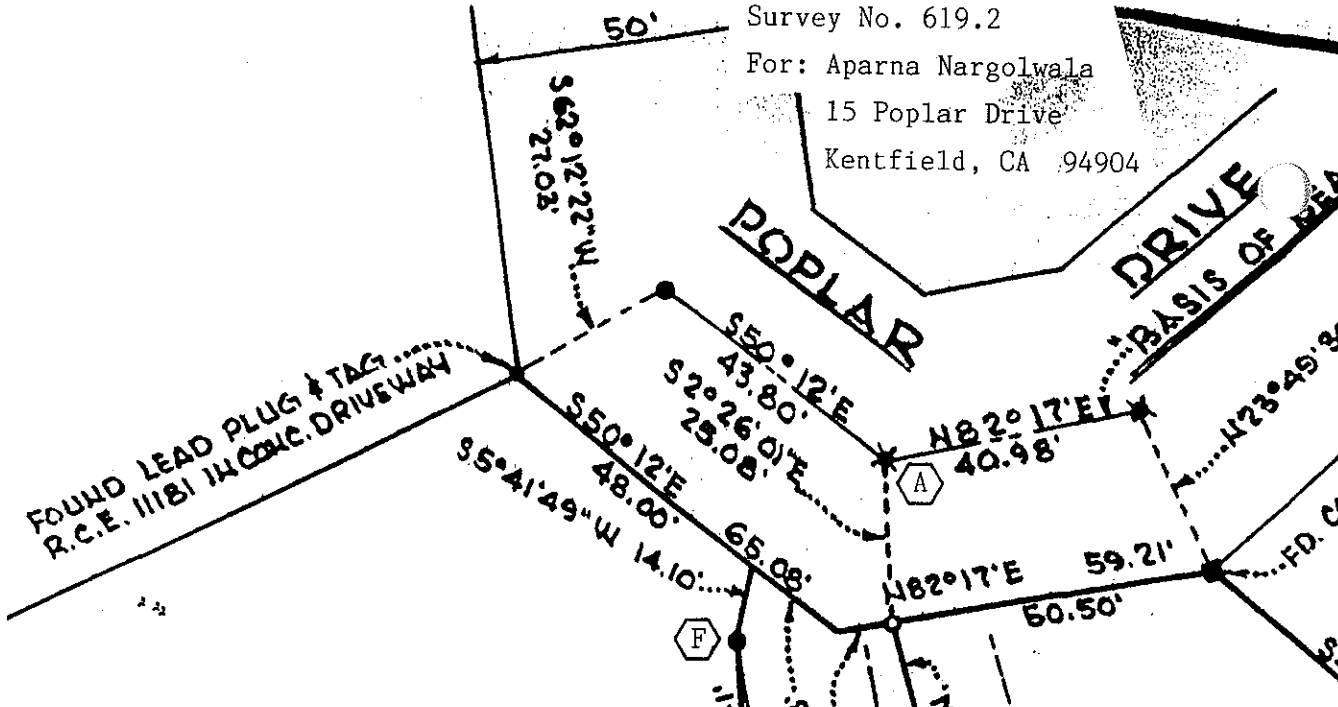 Survey No. 619.2
For: Aparna Nargolwala
15 Poplar Drive
Kentfield, CA 94904
50'
S62°12'22"W
27.03'
POPLAR
DRIVE
"BASIS OF
FOUND LEAD PLUG & TAG
R.C.E. 11181 IN CONC. DRIVEWAY
S50°12'E
43.80'
S2°26'01"E
25.08'
N82°17'E
40.98'
A
S50°12'E
48.00'
65.08'
S5°41'49"W 14.10'
N82°17'E
59.21'
50.50'
F
FD.